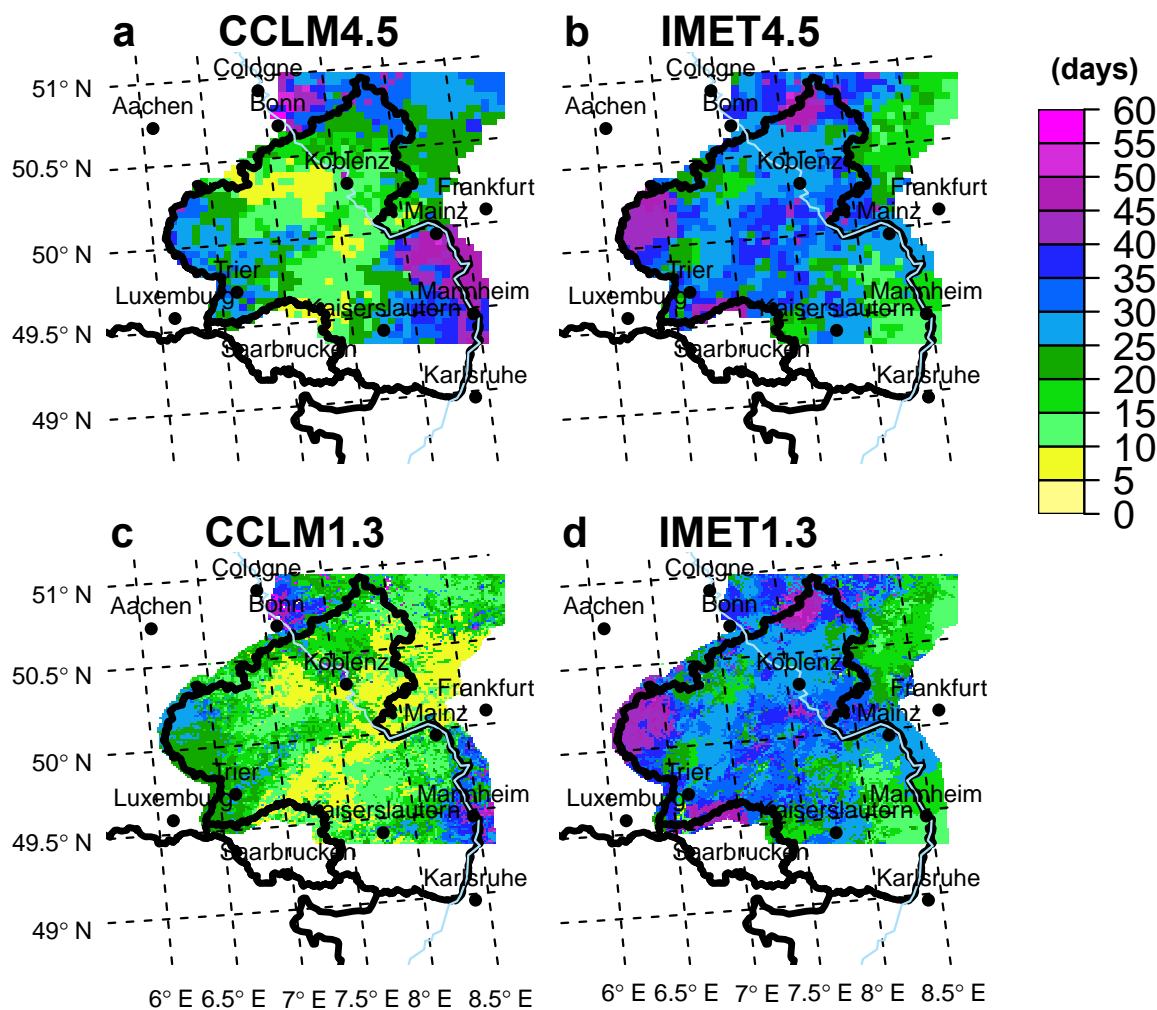 a CCLM4.5
b IMET4.5
(days)
60
55
50
45
40
35
30
25
20
15
10
5
0
51° N
50.5° N
50° N
49.5° N
49° N
Cologne
Aachen
Bonn
Koblenz
Frankfurt
Mainz
Trier
Luxemburg
Mannheim
Kaiserslautern
Saarbrucken
Karlsruhe
Cologne
Aachen
Bonn
Koblenz
Frankfurt
Mainz
Trier
Luxemburg
Mannheim
Kaiserslautern
Saarbrucken
Karlsruhe
c CCLM1.3
d IMET1.3
51° N
50.5° N
50° N
49.5° N
49° N
Cologne
Aachen
Bonn
Koblenz
Frankfurt
Mainz
Trier
Luxemburg
Mannheim
Kaiserslautern
Saarbrucken
Karlsruhe
Cologne
Aachen
Bonn
Koblenz
Frankfurt
Mainz
Trier
Luxemburg
Mannheim
Kaiserslautern
Saarbrucken
Karlsruhe
6° E 6.5° E 7° E 7.5° E 8° E 8.5° E
6° E 6.5° E 7° E 7.5° E 8° E 8.5° E